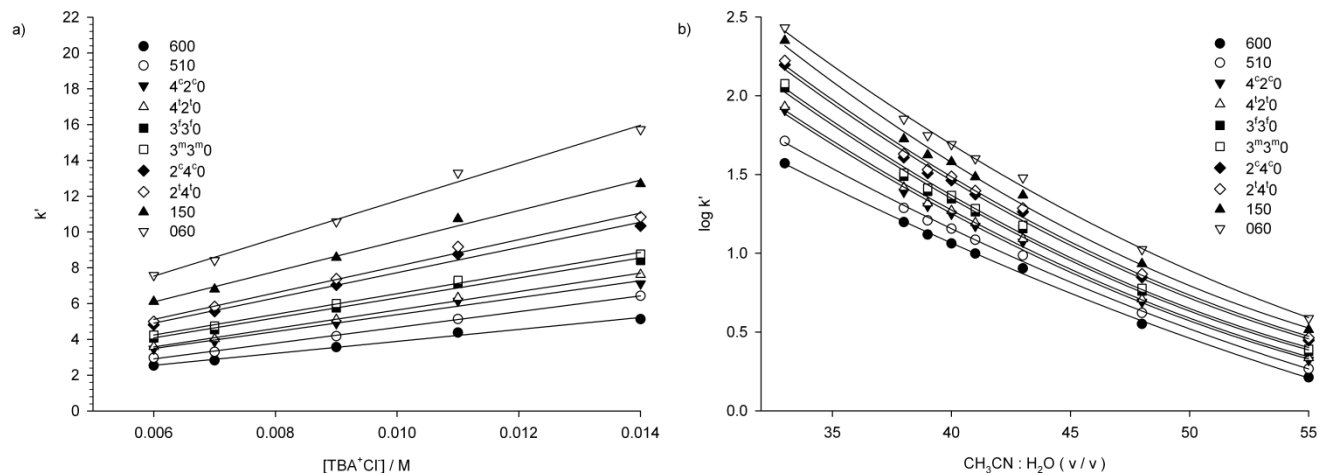 a)
k'
22
20
18
16
14
12
10
8
6
4
2
0
600
510
4ᶜ2ᶜ0
4ᵗ2ᵗ0
3ᶠ3ᶠ0
3ᵐ3ᵐ0
2ᶜ4ᶜ0
2ᵗ4ᵗ0
150
060
0.006 0.008 0.010 0.012 0.014
[TBA⁺Cl⁻] / M
b)
log k'
2.5
2.0
1.5
1.0
0.5
0.0
600
510
4ᶜ2ᶜ0
4ᵗ2ᵗ0
3ᶠ3ᶠ0
3ᵐ3ᵐ0
2ᶜ4ᶜ0
2ᵗ4ᵗ0
150
060
35 40 45 50 55
CH₃CN : H₂O ( v / v )